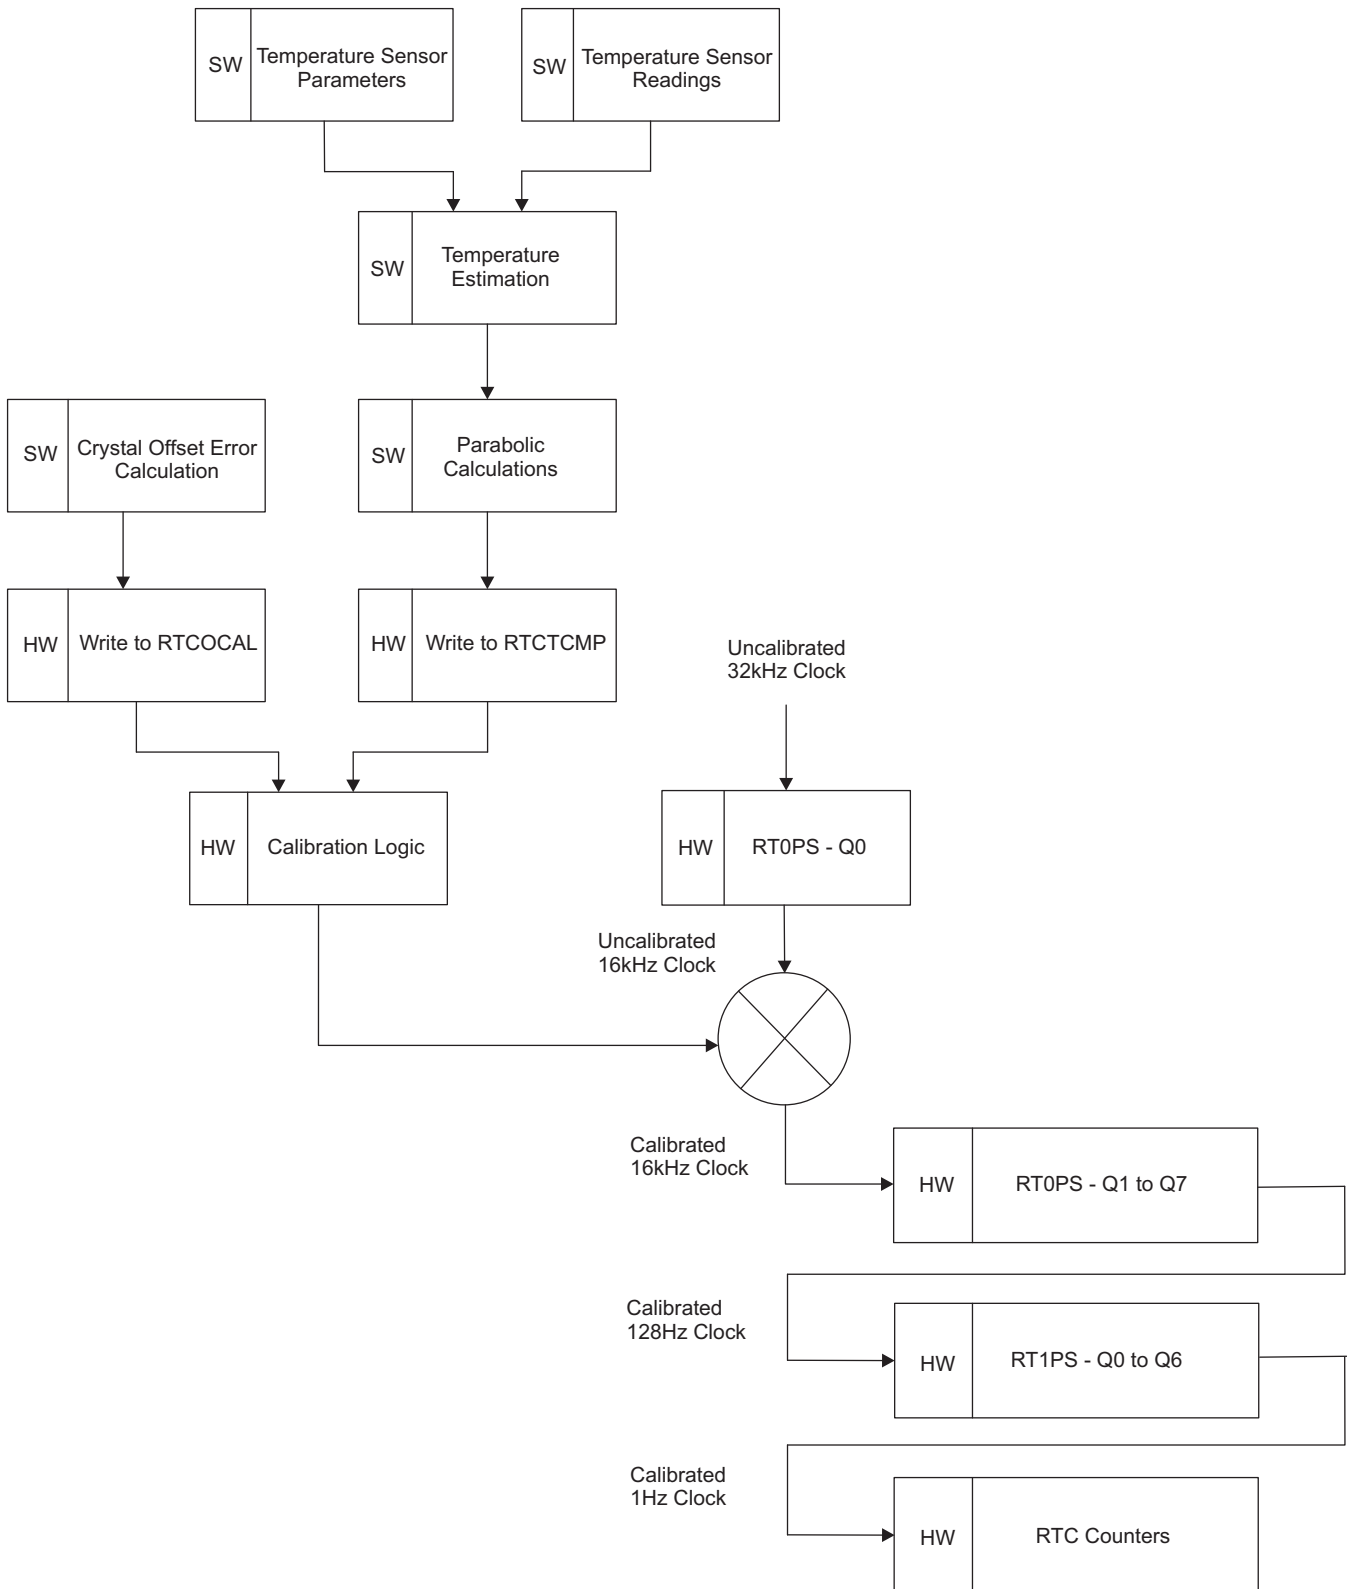 SW
Temperature Sensor
Parameters
SW
Temperature Sensor
Readings
SW
Temperature
Estimation
SW
Crystal Offset Error
Calculation
SW
Parabolic
Calculations
HW
Write to RTCOCAL
HW
Write to RTCTCMP
Uncalibrated
32kHz Clock
HW
Calibration Logic
HW
RT0PS - Q0
Uncalibrated
16kHz Clock
Calibrated
16kHz Clock
HW
RT0PS - Q1 to Q7
Calibrated
128Hz Clock
HW
RT1PS - Q0 to Q6
Calibrated
1Hz Clock
HW
RTC Counters